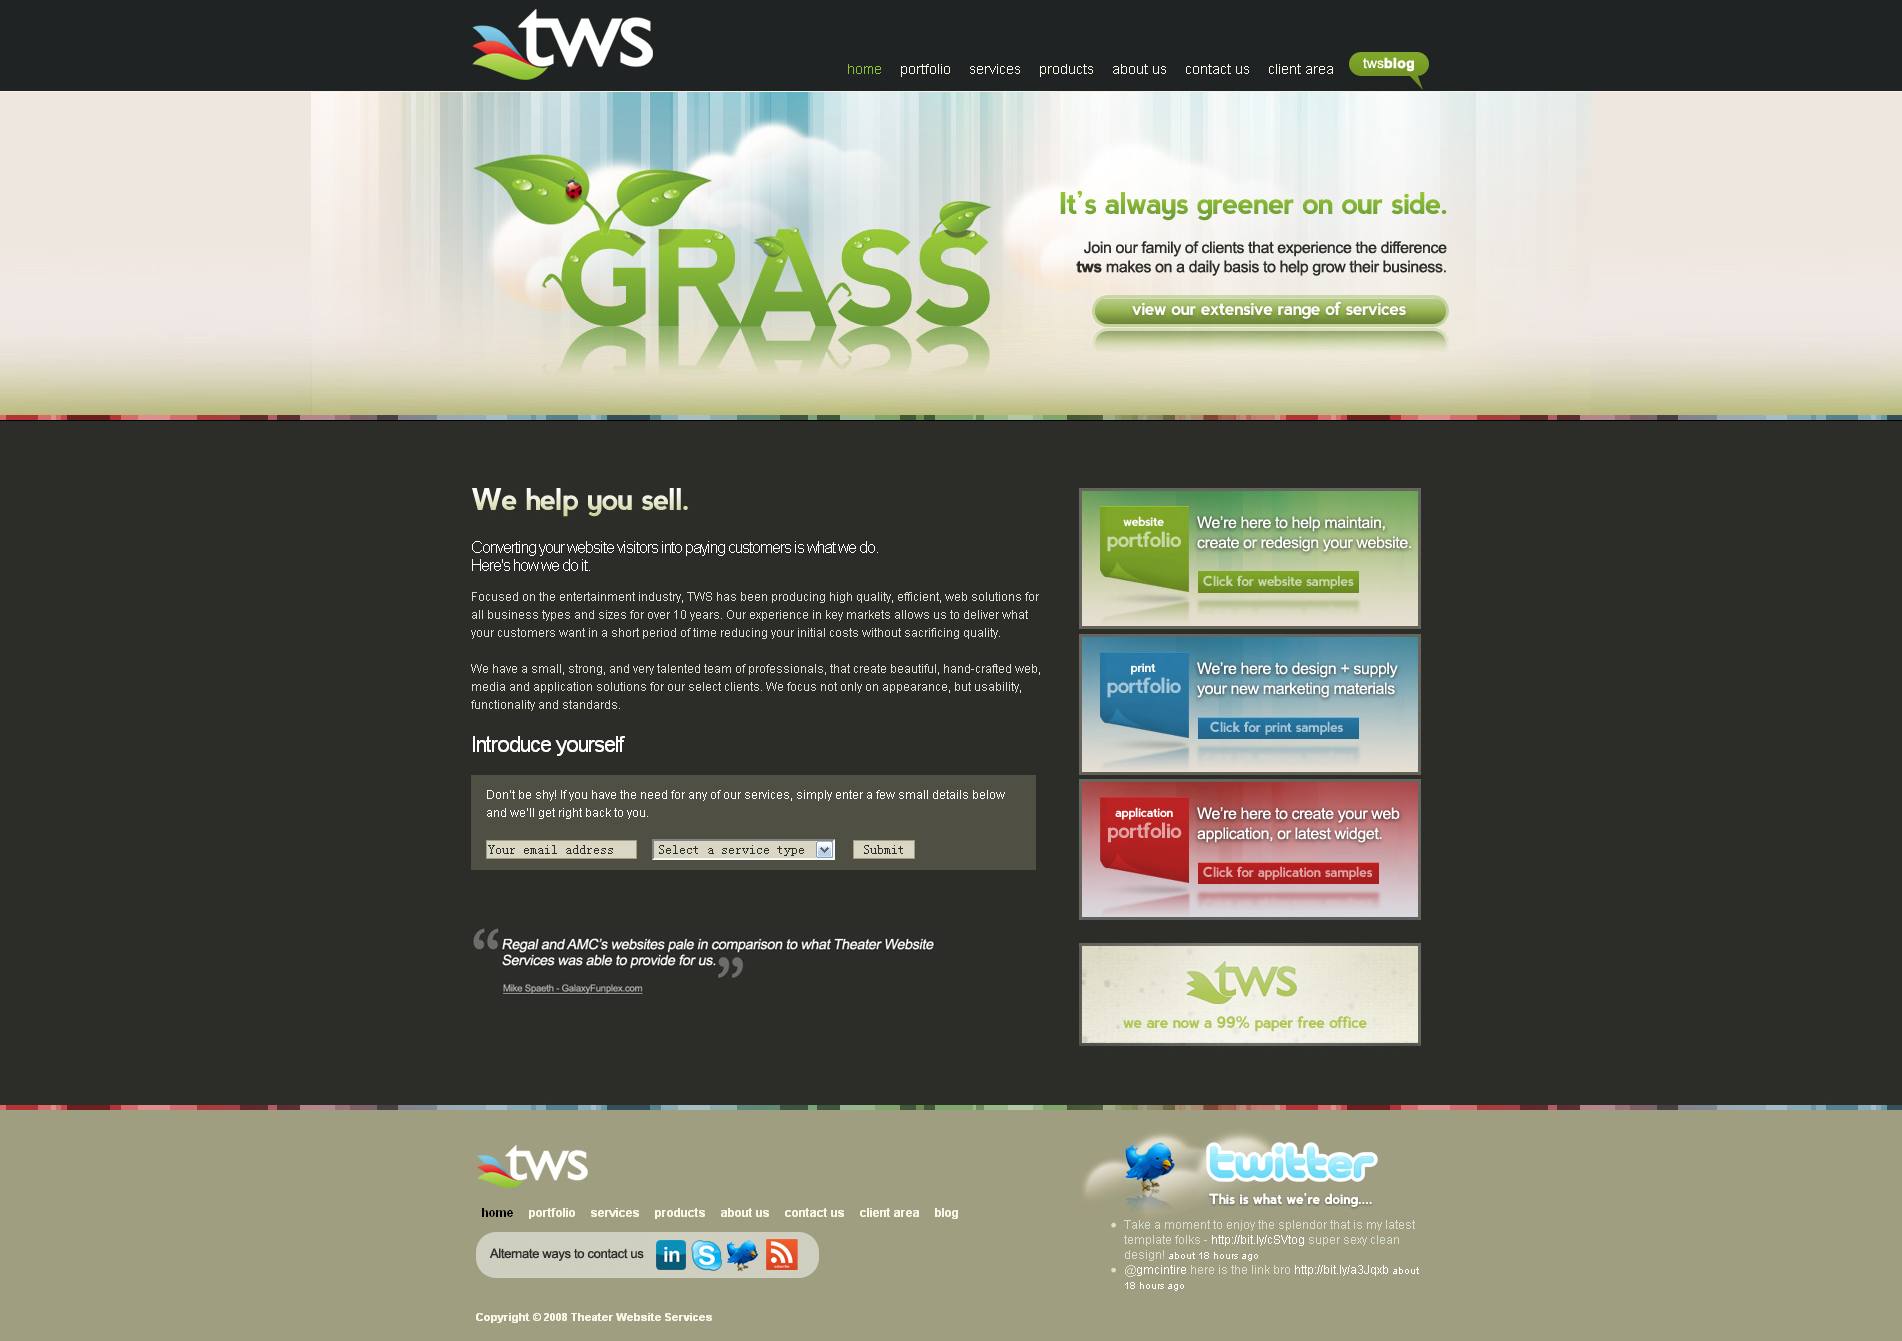 tws
home portfolio services products about us contact us client area twsblog
GRASS
It's always greener on our side.
Join our family of clients that experience the difference
tws makes on a daily basis to help grow their business.
view our extensive range of services
We help you sell.
Converting your website visitors into paying customers is what we do.
Here's how we do it.
Focused on the entertainment industry, TWS has been producing high quality, efficient, web solutions for
all business types and sizes for over 10 years. Our experience in key markets allows us to deliver what
your customers want in a short period of time reducing your initial costs without sacrificing quality.
We have a small, strong, and very talented team of professionals, that create beautiful, hand-crafted web,
media and application solutions for our select clients. We focus not only on appearance, but usability,
functionality and standards.
Introduce yourself
Don't be shy! If you have the need for any of our services, simply enter a few small details below
and we'll get right back to you.
Your email address Select a service type Submit
“Regal and AMC's websites pale in comparison to what Theater Website
Services was able to provide for us.”
Mike Spaeth - GalaxyFunplex.com
website
portfolio
We're here to help maintain,
create or redesign your website.
Click for website samples
print
portfolio
We're here to design + supply
your new marketing materials
Click for print samples
application
portfolio
We're here to create your web
application, or latest widget.
Click for application samples
tws
we are now a 99% paper free office
tws
home portfolio services products about us contact us client area blog
Alternate ways to contact us in S
subscribe
Copyright © 2008 Theater Website Services
twitter
This is what we're doing....
Take a moment to enjoy the splendor that is my latest
template folks - http://bit.ly/cSVtog super sexy clean
design! about 18 hours ago
@gmcintire here is the link bro http://bit.ly/a3Jqxb about
18 hours ago